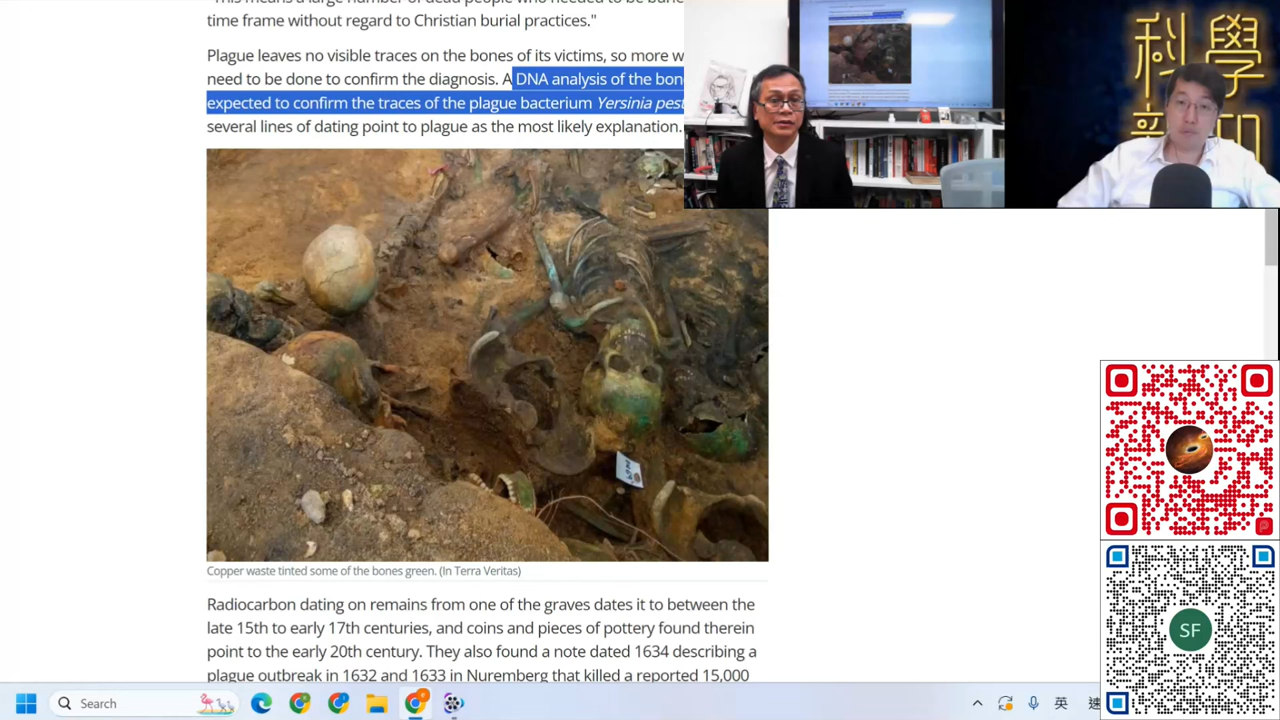 time frame without regard to Christian burial practices."
Plague leaves no visible traces on the bones of its victims, so more w
need to be done to confirm the diagnosis. A DNA analysis of the bon
expected to confirm the traces of the plague bacterium Yersinia pest
several lines of dating point to plague as the most likely explanation.
Copper waste tinted some of the bones green. (In Terra Veritas)
Radiocarbon dating on remains from one of the graves dates it to between the
late 15th to early 17th centuries, and coins and pieces of pottery found therein
point to the early 20th century. They also found a note dated 1634 describing a
plague outbreak in 1632 and 1633 in Nuremberg that killed a reported 15,000
科學
SF
Search
英
速